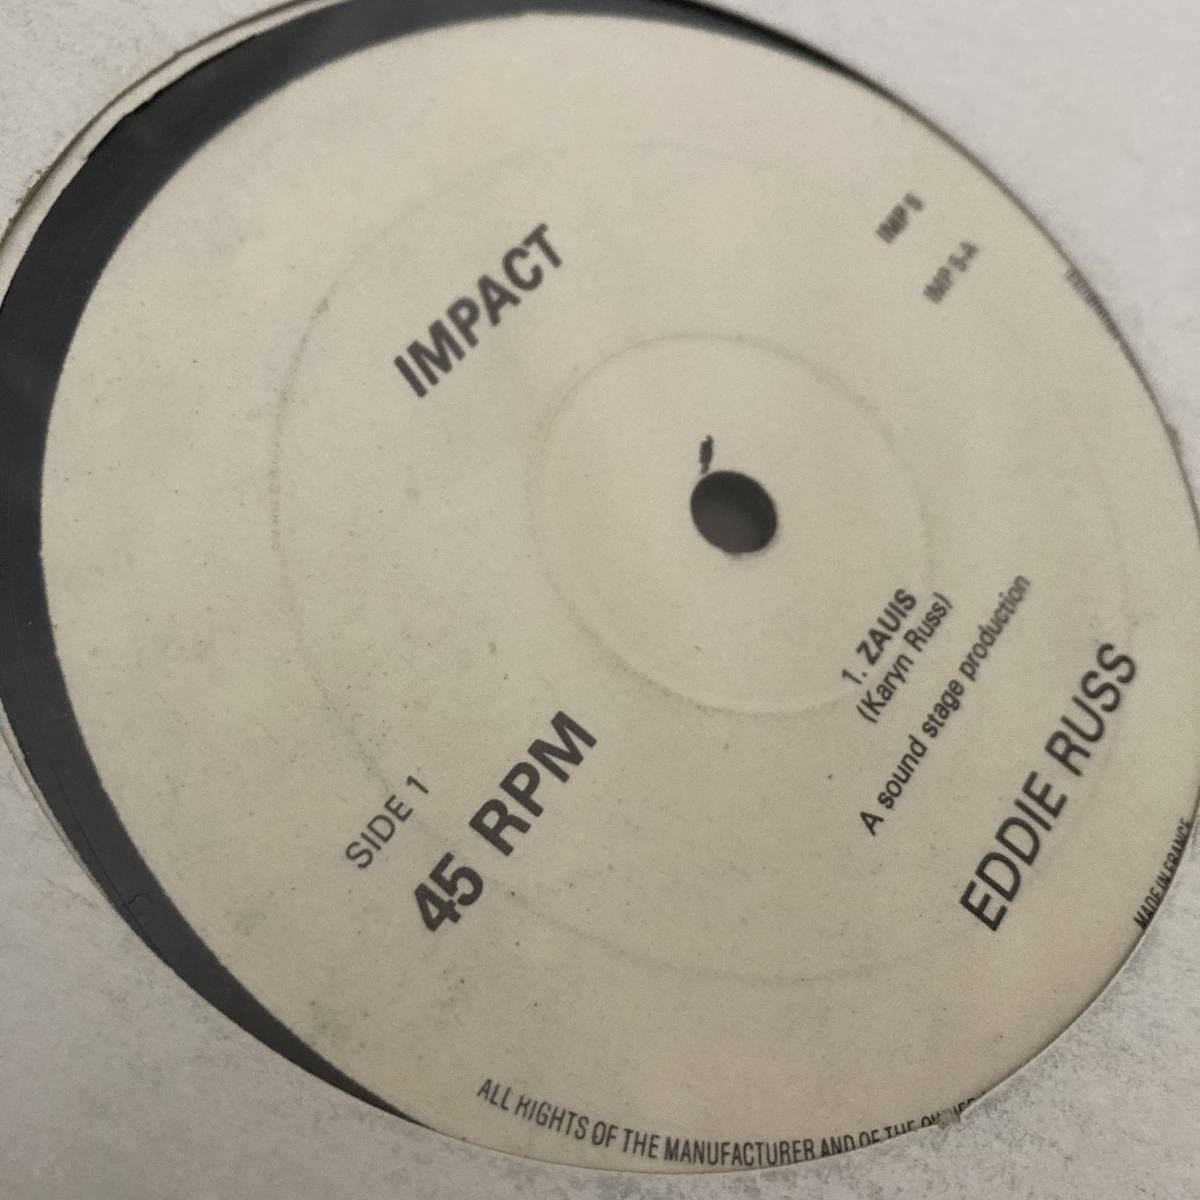 IMPACT
IMP 5
IMP 5-A
SIDE 1
45 RPM
1. ZAUIS
(Karyn Russ)
A sound stage production
EDDIE RUSS
MADE IN FRANCE
ALL RIGHTS OF THE MANUFACTURER AND OF THE